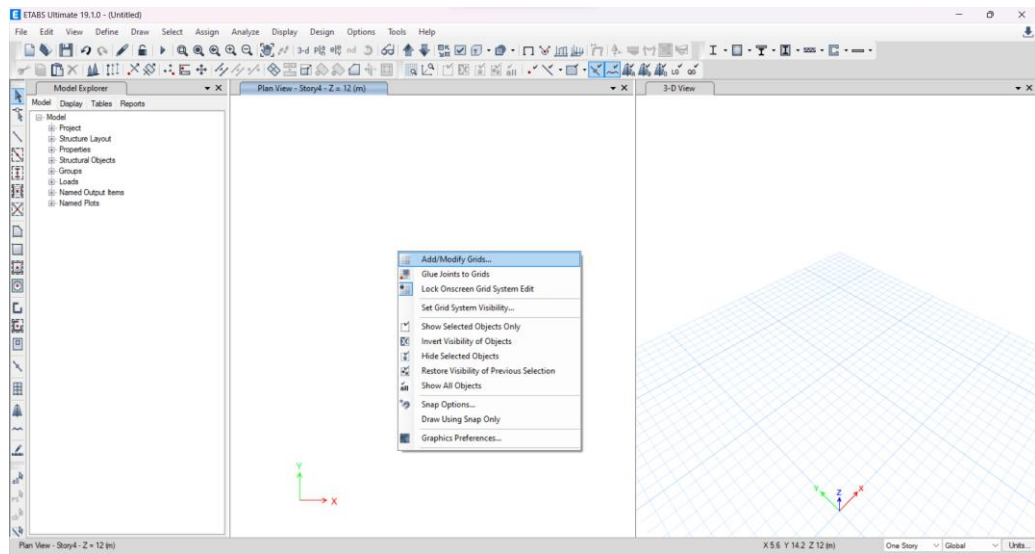 ETABS Ultimate 19.1.0 - (Untitled)
File Edit View Define Draw Select Assign Analyze Display Design Options Tools Help
3-d
nd
all
Model Explorer
Plan View - Story4 - Z = 12 (m)
3-D View
Model Display Tables Reports
Model
Project
Structure Layout
Properties
Structural Objects
Groups
Loads
Named Output Items
Named Plots
Add/Modify Grids...
Glue Joints to Grids
Lock Onscreen Grid System Edit
Set Grid System Visibility...
Show Selected Objects Only
Invert Visibility of Objects
Hide Selected Objects
Restore Visibility of Previous Selection
all Show All Objects
Snap Options...
Draw Using Snap Only
Graphics Preferences...
Y
X
Y Z X
Plan View - Story4 - Z = 12 (m)
X 5.6 Y 14.2 Z 12 (m)
One Story
Global
Units...